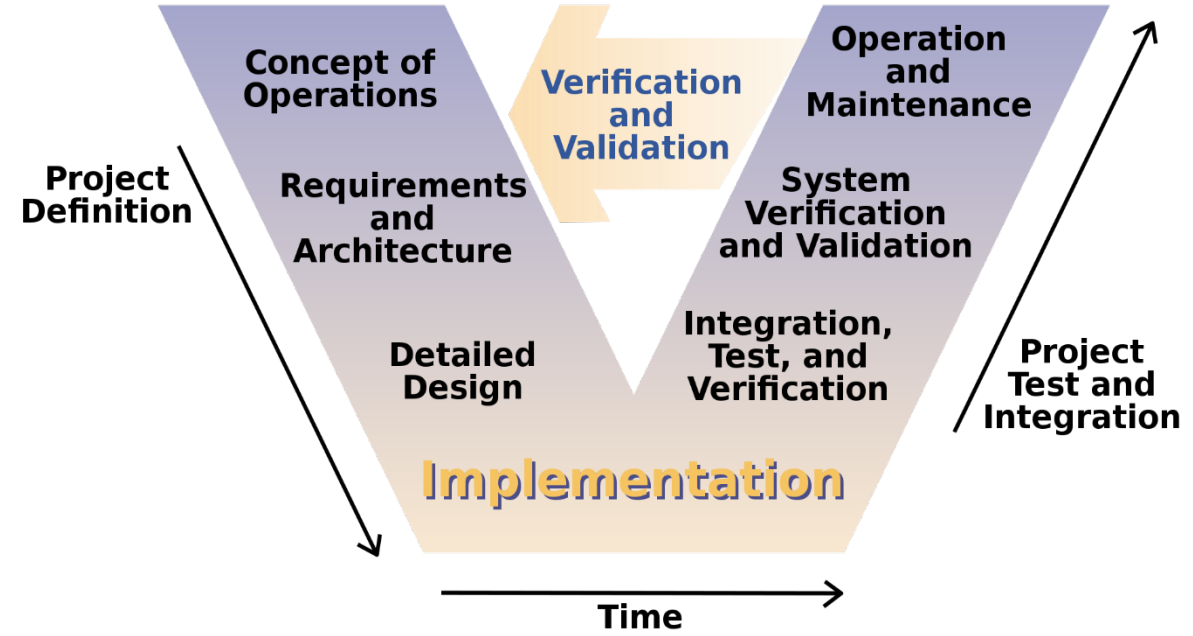 Concept of
Operations
Verification
and
Validation
Operation
and
Maintenance
Project
Definition
Requirements
and
Architecture
System
Verification
and Validation
Detailed
Design
Integration,
Test, and
Verification
Project
Test and
Integration
Implementation
Time